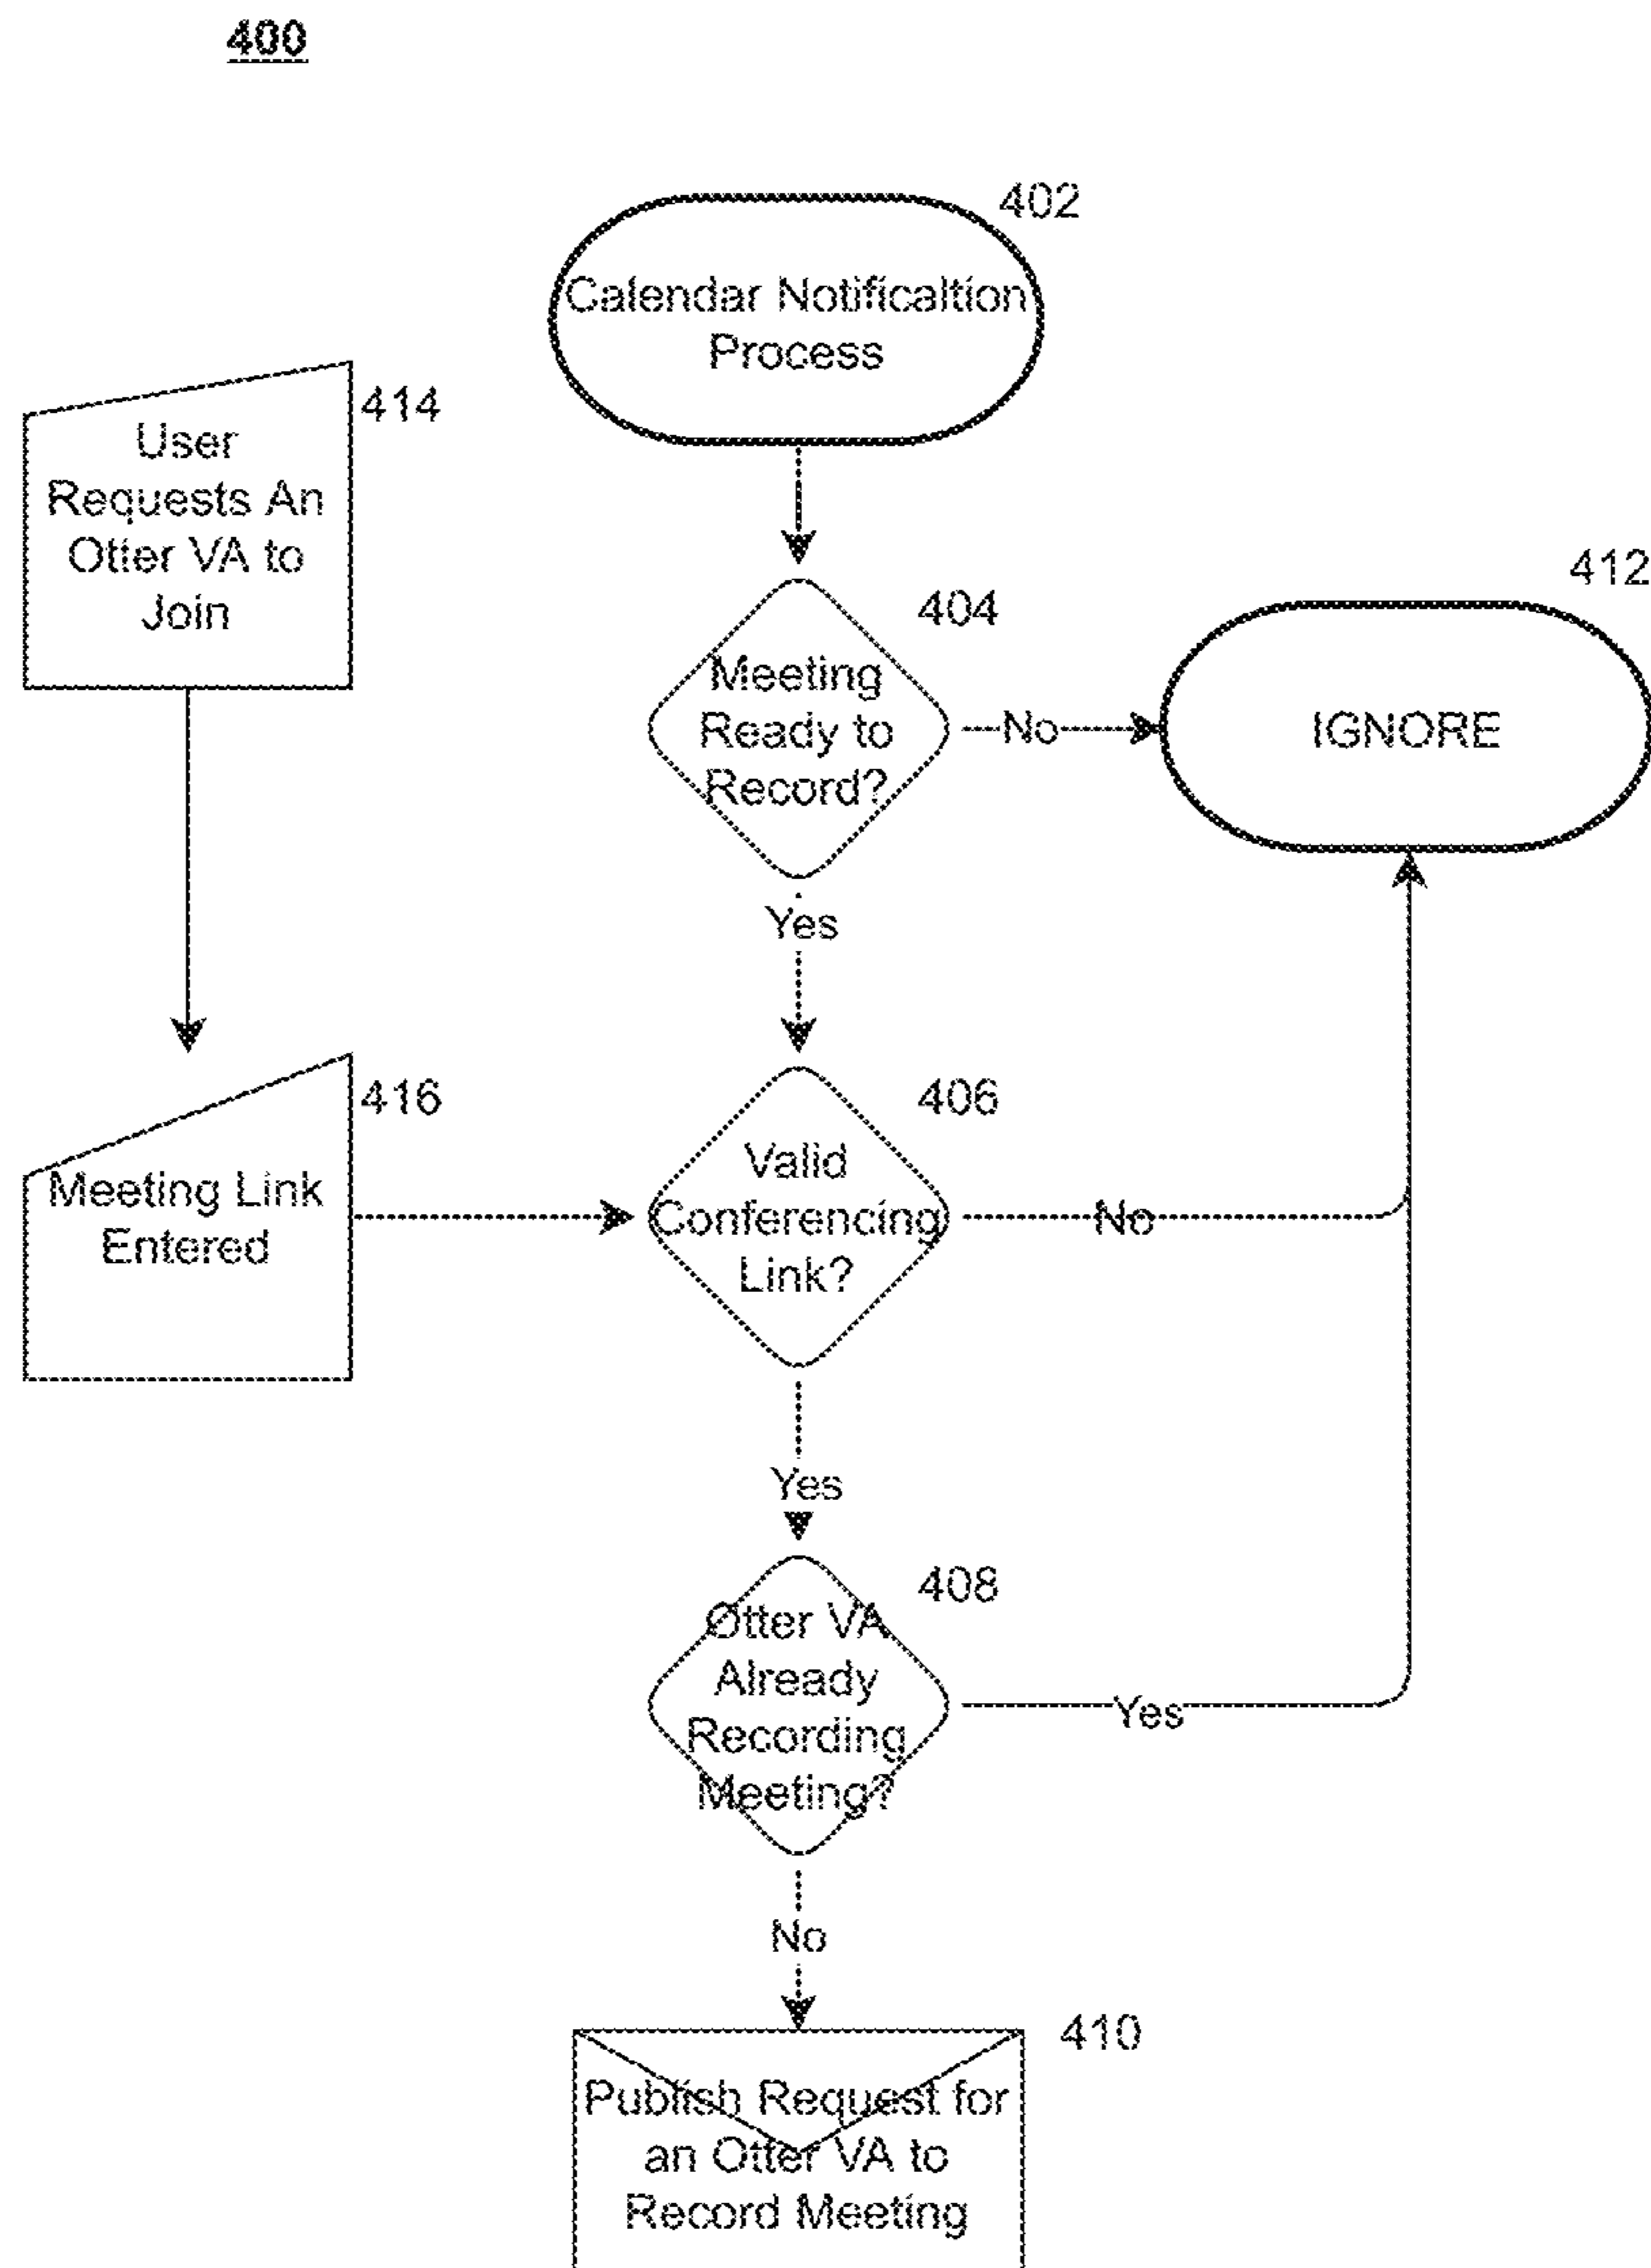 400
402
Calendar Notificaltion
Process
414
User
Requests An
Otter VA to
Join
404
Meeting
Ready to
Record?
No
412
IGNORE
Yes
416
Meeting Link
Entered
406
Valid
Conferencing
Link?
No
Yes
408
Otter VA
Already
Recording
Meeting?
Yes
No
410
Publish Request for
an Otter VA to
Record Meeting